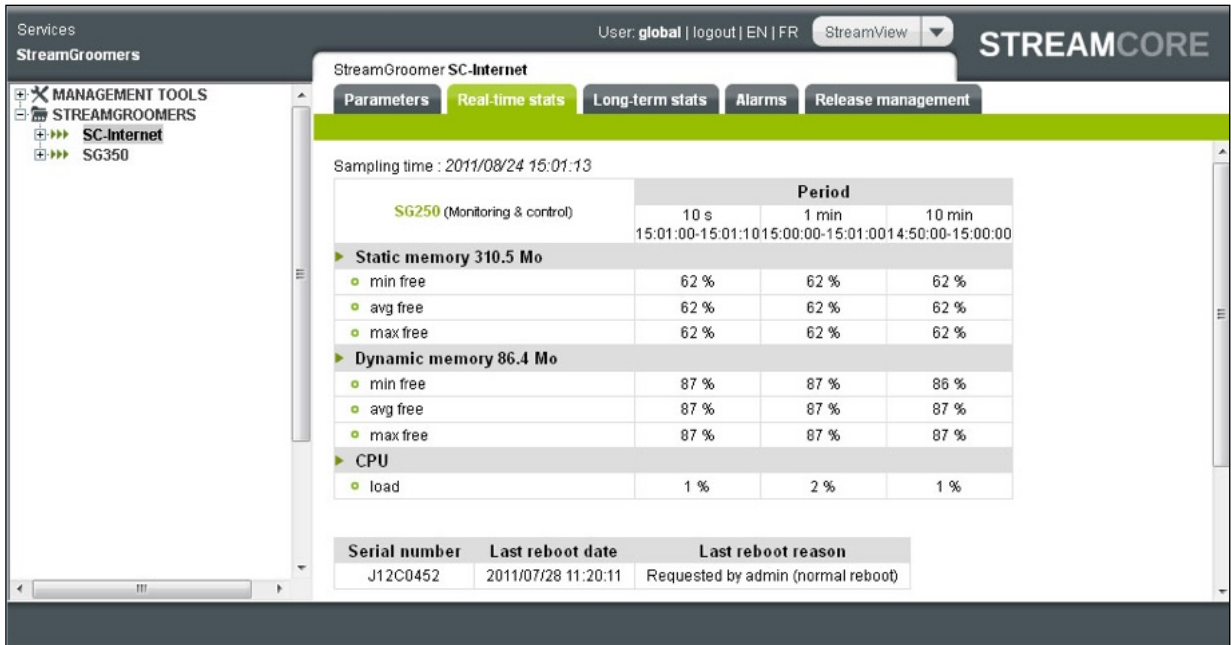 Services
StreamGroomers
User: global | logout | EN | FR
StreamView
STREAMCORE
MANAGEMENT TOOLS
STREAMGROOMERS
SC-Internet
SG350
StreamGroomer SC-Internet
Parameters Real-time stats Long-term stats Alarms Release management
Sampling time : 2011/08/24 15:01:13
SG250 (Monitoring & control)
Period
10 s 1 min 10 min
15:01:00-15:01:10 15:00:00-15:01:00 14:50:00-15:00:00
Static memory 310.5 Mo
min free 62 % 62 % 62 %
avg free 62 % 62 % 62 %
max free 62 % 62 % 62 %
Dynamic memory 86.4 Mo
min free 87 % 87 % 86 %
avg free 87 % 87 % 87 %
max free 87 % 87 % 87 %
CPU
load 1 % 2 % 1 %
Serial number Last reboot date Last reboot reason
J12C0452 2011/07/28 11:20:11 Requested by admin (normal reboot)